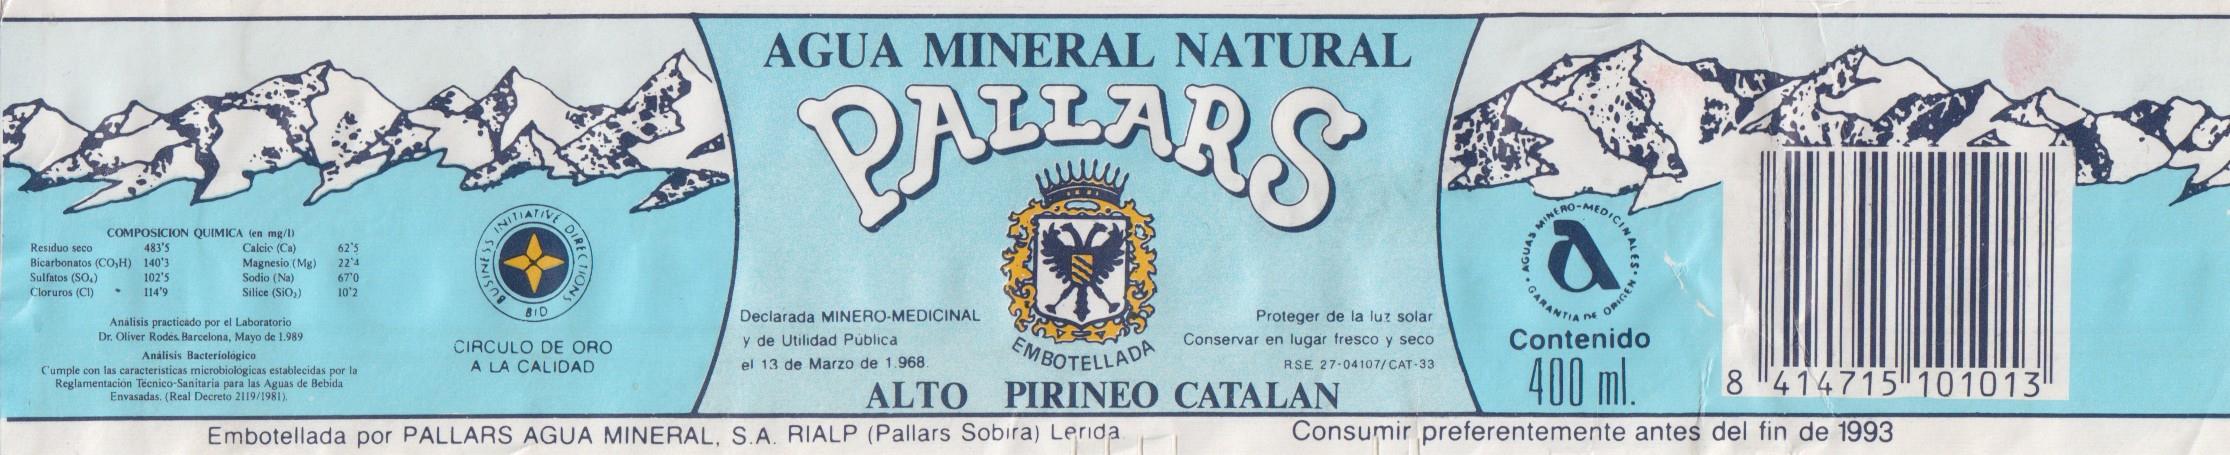 COMPOSICION QUIMICA (en mg/l)
Residuo seco 483'5 Calcio (Ca) 62'5
Bicarbonatos (CO₃H) 140'3 Magnesio (Mg) 22'4
Sulfatos (SO₄) 102'5 Sodio (Na) 67'0
Cloruros (Cl) 114'9 Silice (SiO₂) 10'2
Análisis practicado por el Laboratorio
Dr. Oliver Rodés. Barcelona, Mayo de 1.989
Análisis Bacteriológico
Cumple con las caracteristicas microbiológicas establecidas por la
Reglamentación Técnico-Sanitaria para las Aguas de Bebida
Envasadas. (Real Decreto 2119/1981).
BUSINESS INITIATIVE DIRECTIONS
BID
CIRCULO DE ORO
A LA CALIDAD
AGUA MINERAL NATURAL
PALLARS
Declarada MINERO-MEDICINAL
y de Utilidad Pública
el 13 de Marzo de 1.968.
EMBOTELLADA
Proteger de la luz solar
Conservar en lugar fresco y seco
R.S.E. 27-04107/CAT-33
ALTO PIRINEO CATALAN
AGUAS MINERO-MEDICINALES
GARANTIA DE ORIGEN
Contenido
400 ml.
8 414715 101013
Embotellada por PALLARS AGUA MINERAL, S.A. RIALP (Pallars Sobira) Lerida
Consumir preferentemente antes del fin de 1993